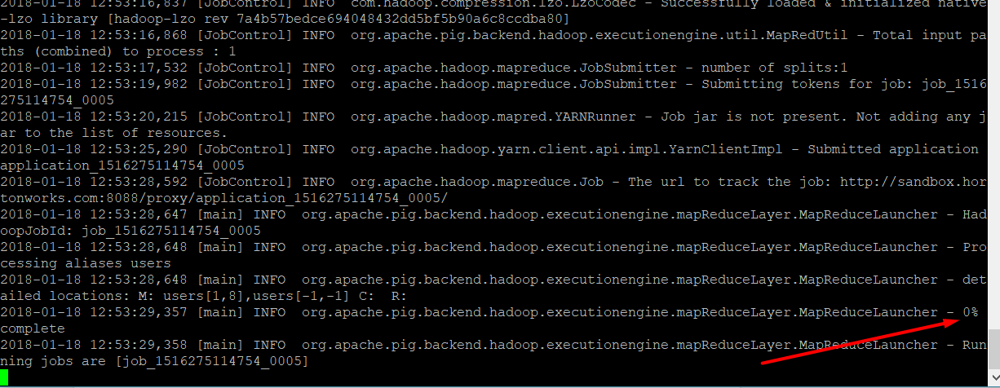 2018-01-18 12:53:16,837 [JobControl] INFO  com.hadoop.compression.lzo.LzoCodec - Successfully loaded & initialized native
-lzo library [hadoop-lzo rev 7a4b57bedce694048432dd5bf5b90a6c8ccdba80]
2018-01-18 12:53:16,868 [JobControl] INFO  org.apache.pig.backend.hadoop.executionengine.util.MapRedUtil - Total input pa
ths (combined) to process : 1
2018-01-18 12:53:17,532 [JobControl] INFO  org.apache.hadoop.mapreduce.JobSubmitter - number of splits:1
2018-01-18 12:53:19,982 [JobControl] INFO  org.apache.hadoop.mapreduce.JobSubmitter - Submitting tokens for job: job_1516
275114754_0005
2018-01-18 12:53:20,215 [JobControl] INFO  org.apache.hadoop.mapred.YARNRunner - Job jar is not present. Not adding any j
ar to the list of resources.
2018-01-18 12:53:25,290 [JobControl] INFO  org.apache.hadoop.yarn.client.api.impl.YarnClientImpl - Submitted application
application_1516275114754_0005
2018-01-18 12:53:28,592 [JobControl] INFO  org.apache.hadoop.mapreduce.Job - The url to track the job: http://sandbox.hor
tonworks.com:8088/proxy/application_1516275114754_0005/
2018-01-18 12:53:28,647 [main] INFO  org.apache.pig.backend.hadoop.executionengine.mapReduceLayer.MapReduceLauncher - Had
oopJobId: job_1516275114754_0005
2018-01-18 12:53:28,648 [main] INFO  org.apache.pig.backend.hadoop.executionengine.mapReduceLayer.MapReduceLauncher - Pro
cessing aliases users
2018-01-18 12:53:28,648 [main] INFO  org.apache.pig.backend.hadoop.executionengine.mapReduceLayer.MapReduceLauncher - det
ailed locations: M: users[1,8],users[-1,-1] C:  R:
2018-01-18 12:53:29,357 [main] INFO  org.apache.pig.backend.hadoop.executionengine.mapReduceLayer.MapReduceLauncher - 0%
complete
2018-01-18 12:53:29,358 [main] INFO  org.apache.pig.backend.hadoop.executionengine.mapReduceLayer.MapReduceLauncher - Run
ning jobs are [job_1516275114754_0005]